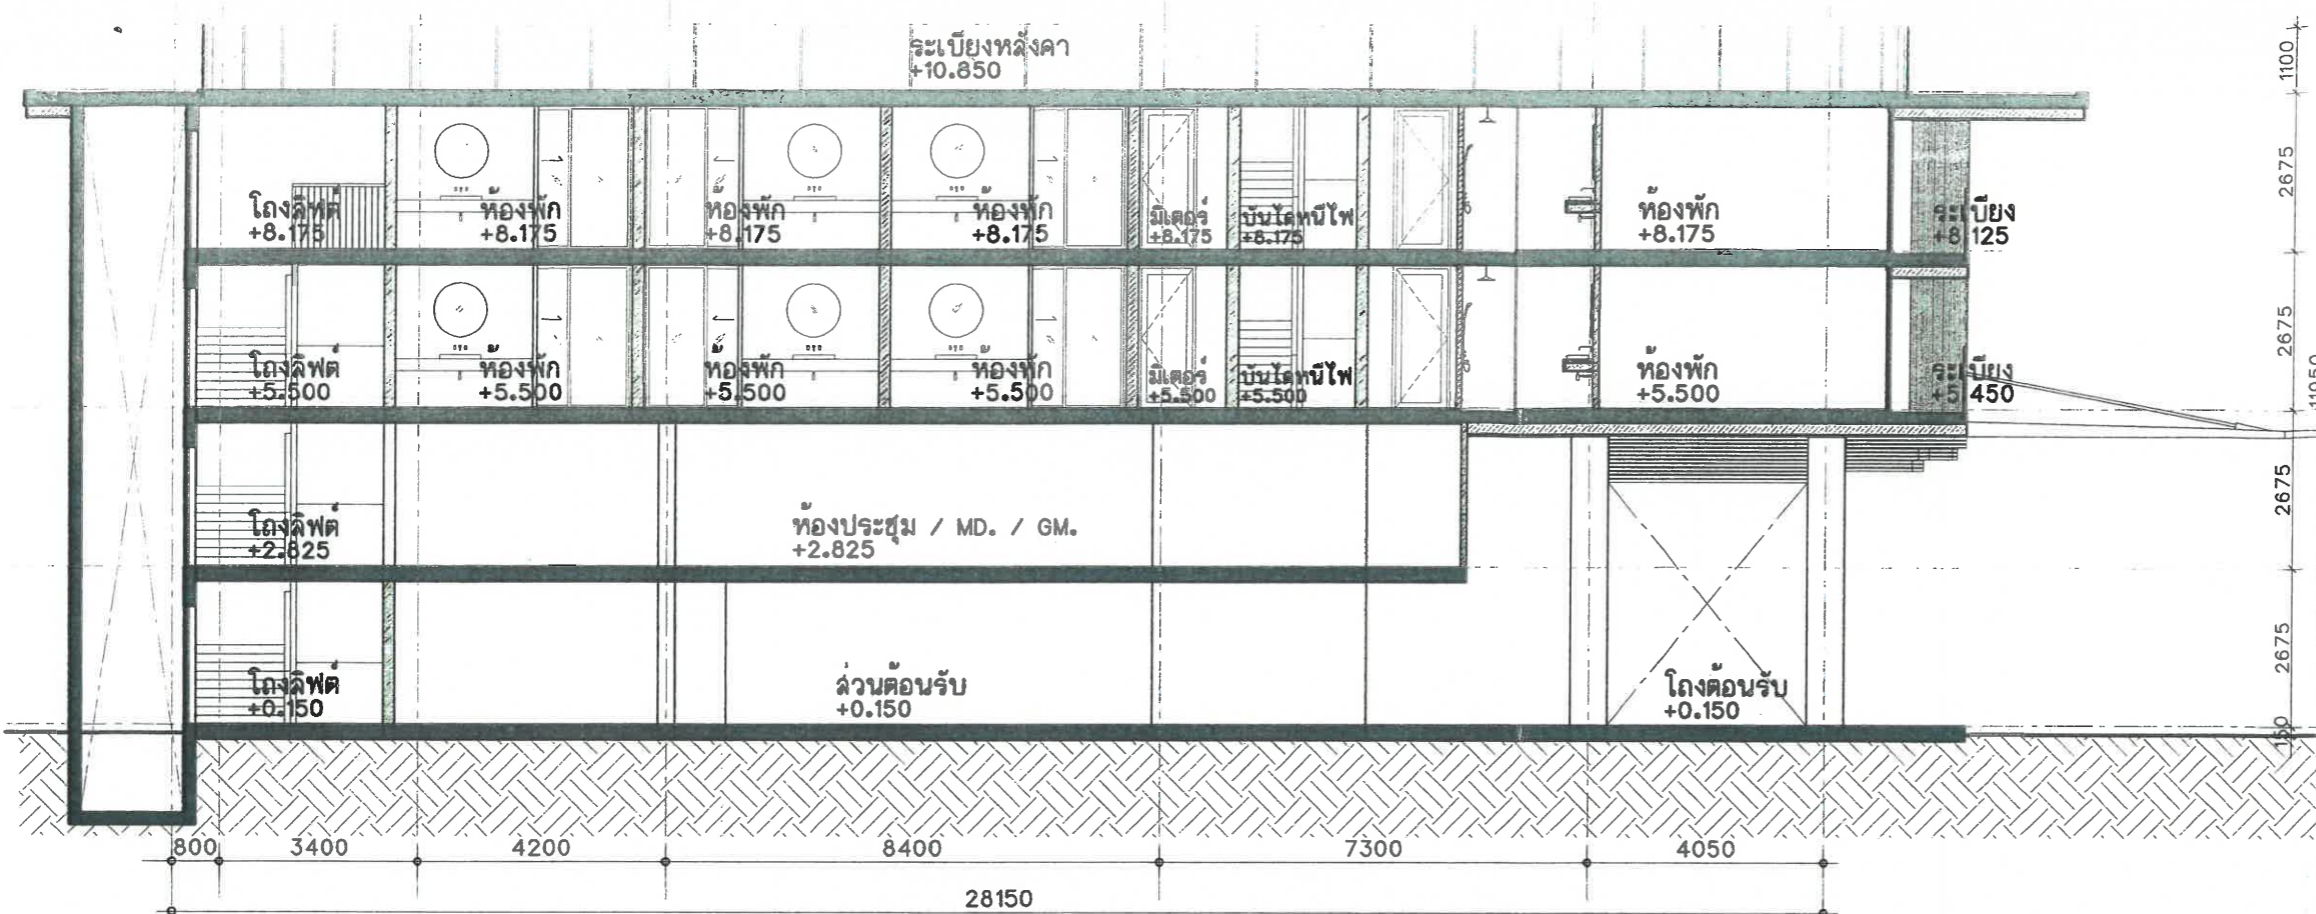 ระเบียงหลังคา
+10.850
1100
โถงลิฟต์
+8.175
ห้องพัก
+8.175
ห้องพัก
+8.175
ห้องพัก
+8.175
มิเตอร์
+8.175
บันไดหนีไฟ
+8.175
ห้องพัก
+8.175
ระเบียง
+8.125
2675
โถงลิฟต์
+5.500
ห้องพัก
+5.500
ห้องพัก
+5.500
ห้องพัก
+5.500
มิเตอร์
+5.500
บันไดหนีไฟ
+5.500
ห้องพัก
+5.500
ระเบียง
+5.450
2675
11950
โถงลิฟต์
+2.825
ห้องประชุม / MD. / GM.
+2.825
2675
โถงลิฟต์
+0.150
ส่วนต้อนรับ
+0.150
โถงต้อนรับ
+0.150
2675
150
800 3400 4200 8400 7300 4050
28150